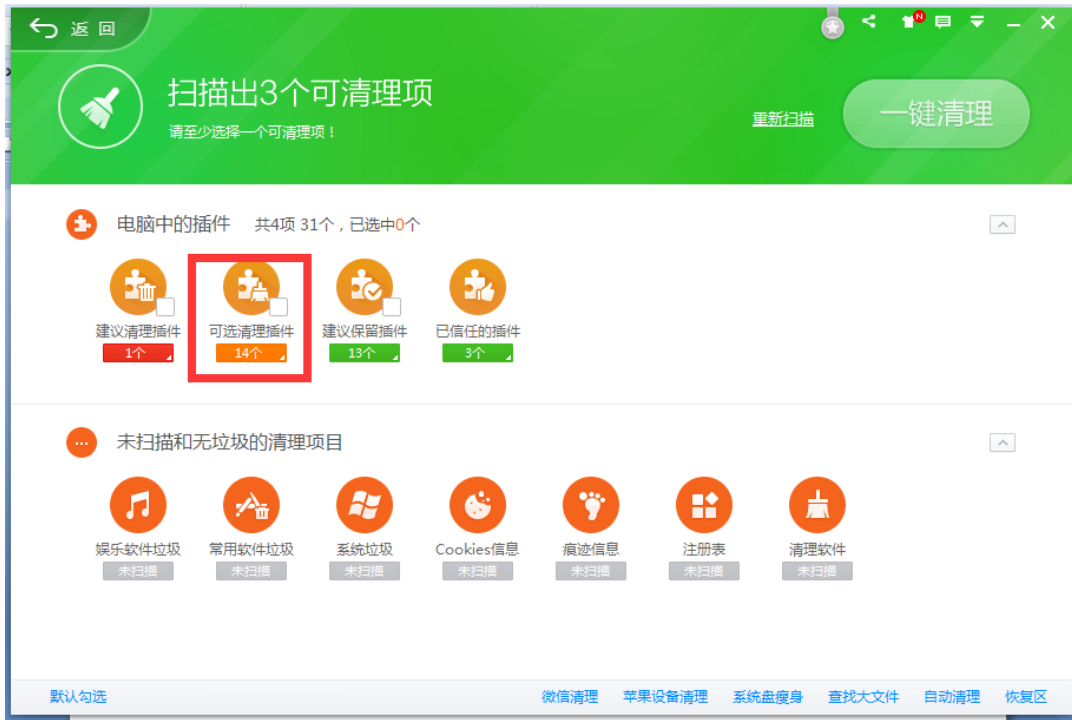 返回
N
扫描出3个可清理项
请至少选择一个可清理项！
重新扫描
一键清理
电脑中的插件 共4项 31个，已选中0个
建议清理插件 可选清理插件 建议保留插件 已信任的插件
1个 14个 13个 3个
未扫描和无垃圾的清理项目
娱乐软件垃圾 常用软件垃圾 系统垃圾 Cookies信息 痕迹信息 注册表 清理软件
未扫描 未扫描 未扫描 未扫描 未扫描 未扫描 未扫描
默认勾选 微信清理 苹果设备清理 系统盘瘦身 查找大文件 自动清理 恢复区